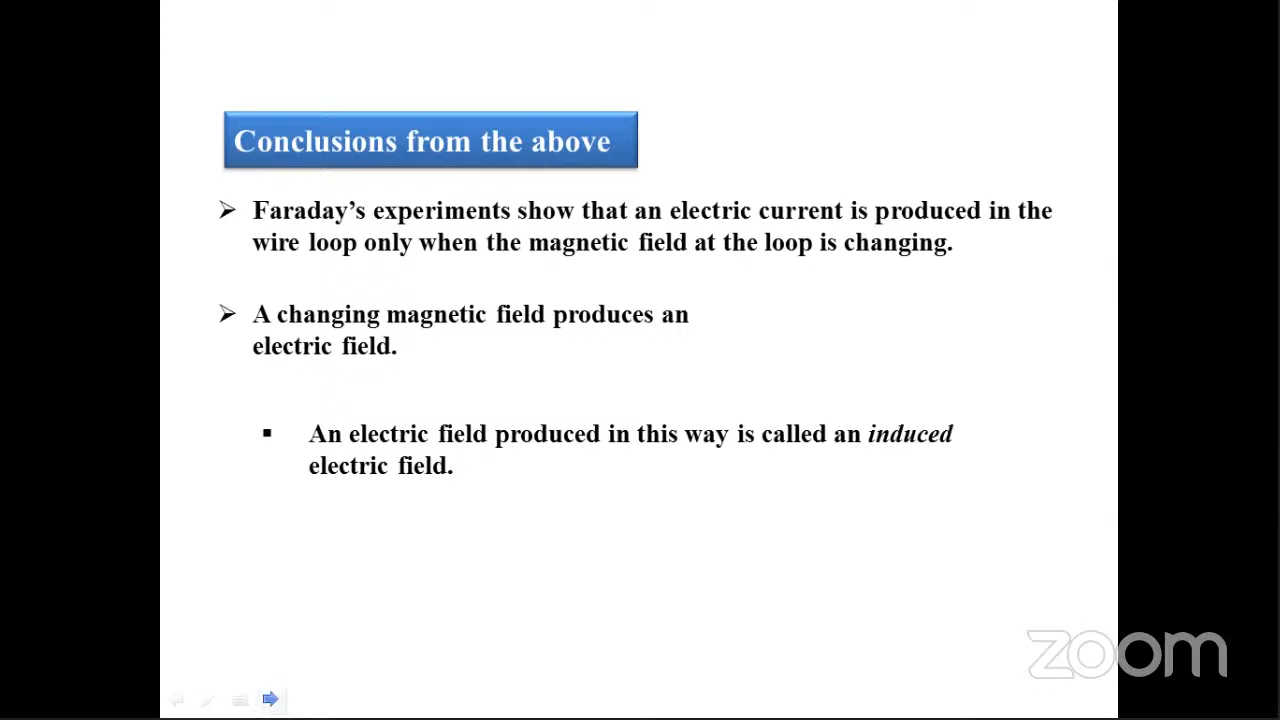 Conclusions from the above
Faraday’s experiments show that an electric current is produced in the
wire loop only when the magnetic field at the loop is changing.
A changing magnetic field produces an
electric field.
An electric field produced in this way is called an induced
electric field.
zoom